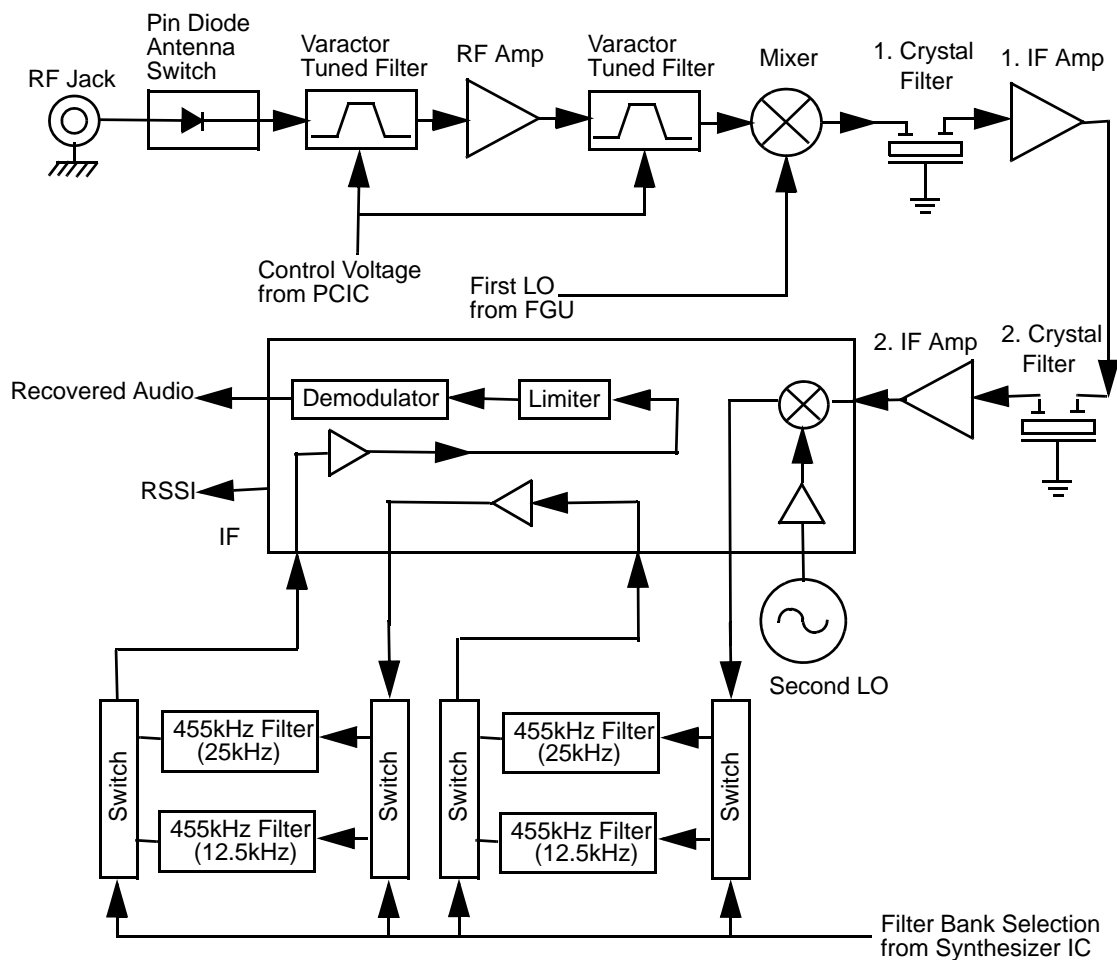 Pin Diode
Antenna
Switch
RF Jack
Varactor
Tuned Filter
RF Amp
Varactor
Tuned Filter
Mixer
1. Crystal
Filter
1. IF Amp
Control Voltage
from PCIC
First LO
from FGU
2. IF Amp
2. Crystal
Filter
Recovered Audio
Demodulator
Limiter
RSSI
IF
Second LO
Switch
455kHz Filter
(25kHz)
455kHz Filter
(12.5kHz)
Switch
Switch
455kHz Filter
(25kHz)
455kHz Filter
(12.5kHz)
Switch
Filter Bank Selection
from Synthesizer IC